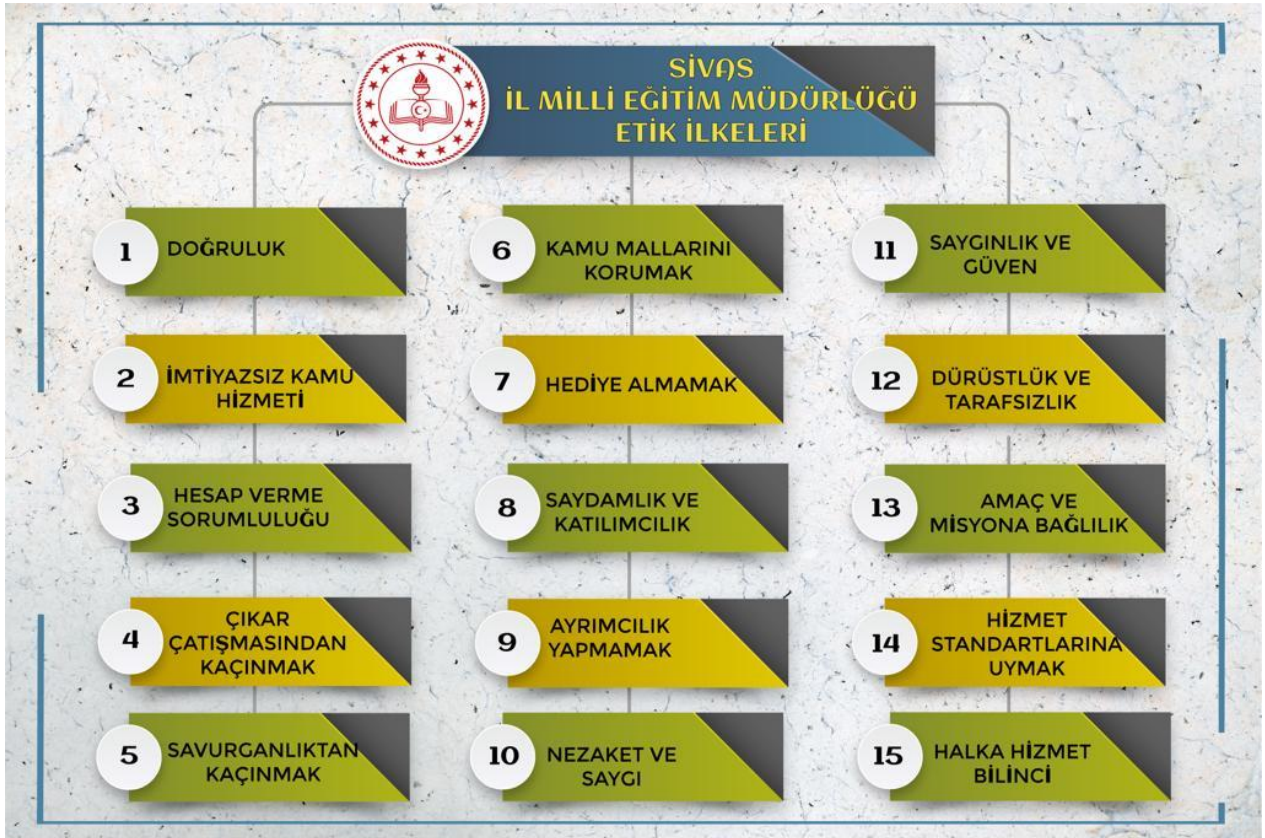 SİVAS
İL MİLLİ EĞİTİM MÜDÜRLÜĞÜ
ETİK İLKELERİ
1
DOĞRULUK
2
İMTİYAZSIZ KAMU
HİZMETİ
3
HESAP VERME
SORUMLULUĞU
4
ÇIKAR
ÇATIŞMASINDAN
KAÇINMAK
5
SAVURGANLIKTAN
KAÇINMAK
6
KAMU MALLARINI
KORUMAK
7
HEDİYE ALMAMAK
8
SAYDAMLIK VE
KATILIMCILIK
9
AYRIMCILIK
YAPMAMAK
10
NEZAKET VE
SAYGI
11
SAYGINLIK VE
GÜVEN
12
DÜRÜSTLÜK VE
TARAFSIZLIK
13
AMAÇ VE
MİSYONA BAĞLILIK
14
HİZMET
STANDARTLARINA
UYMAK
15
HALKA HİZMET
BİLİNCİ